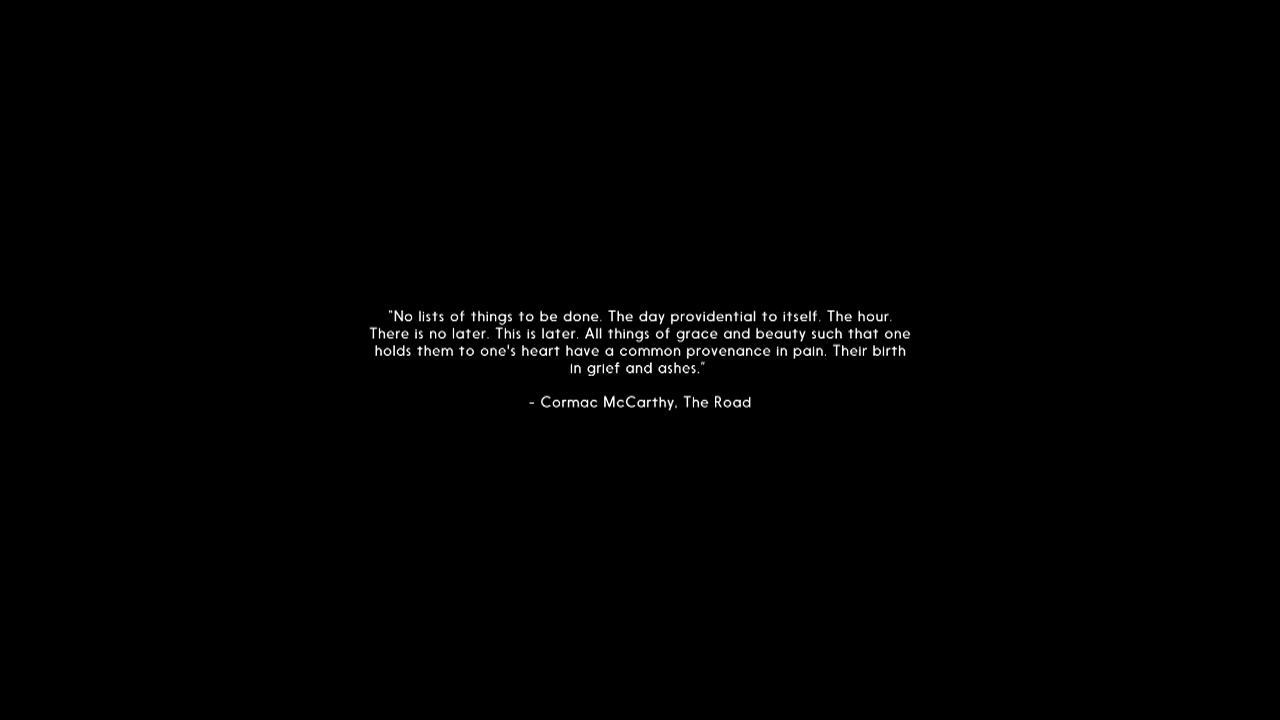 "No lists of things to be done. The day providential to itself. The hour.
There is no later. This is later. All things of grace and beauty such that one
holds them to one's heart have a common provenance in pain. Their birth
in grief and ashes."
- Cormac McCarthy, The Road